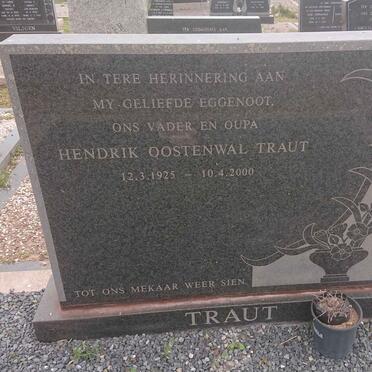 VILJOEN
IN TERE HERINNERING AAN
MY GELIEFDE EGGENOOT,
ONS VADER EN OUPA
HENDRIK OOSTENWAL TRAUT
12.3.1925 – 10.4.2000
TOT ONS MEKAAR WEER SIEN.
TRAUT